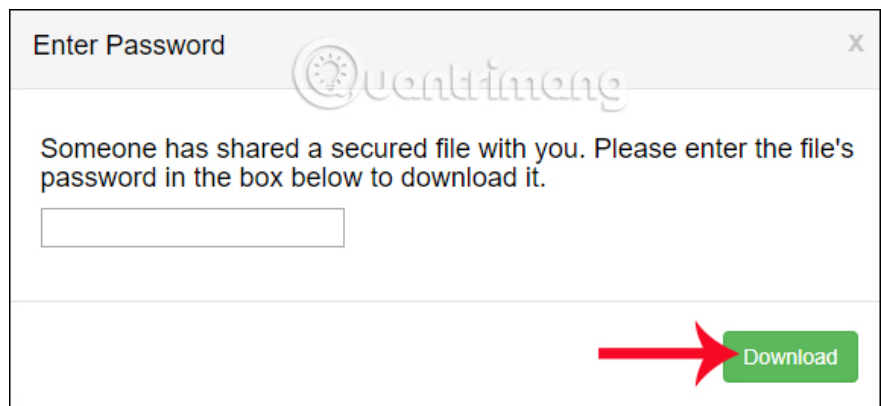 Enter Password
X
Quantrimang
Someone has shared a secured file with you. Please enter the file's
password in the box below to download it.
Download